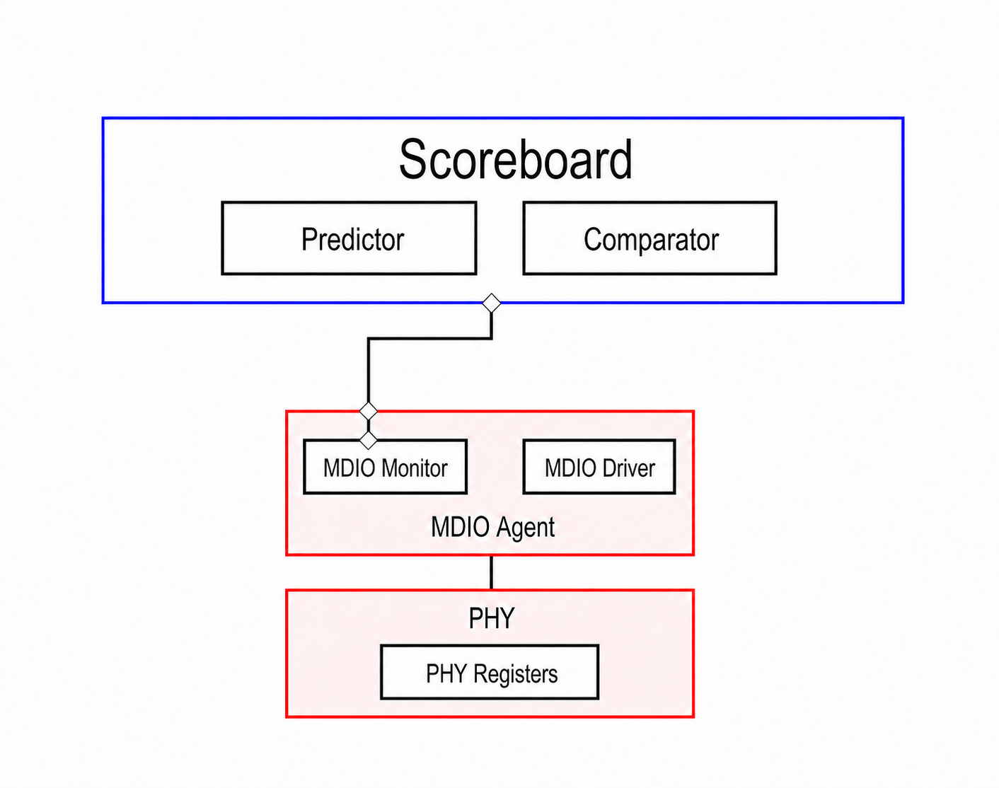 Scoreboard
Predictor
Comparator
MDIO Monitor
MDIO Driver
MDIO Agent
PHY
PHY Registers